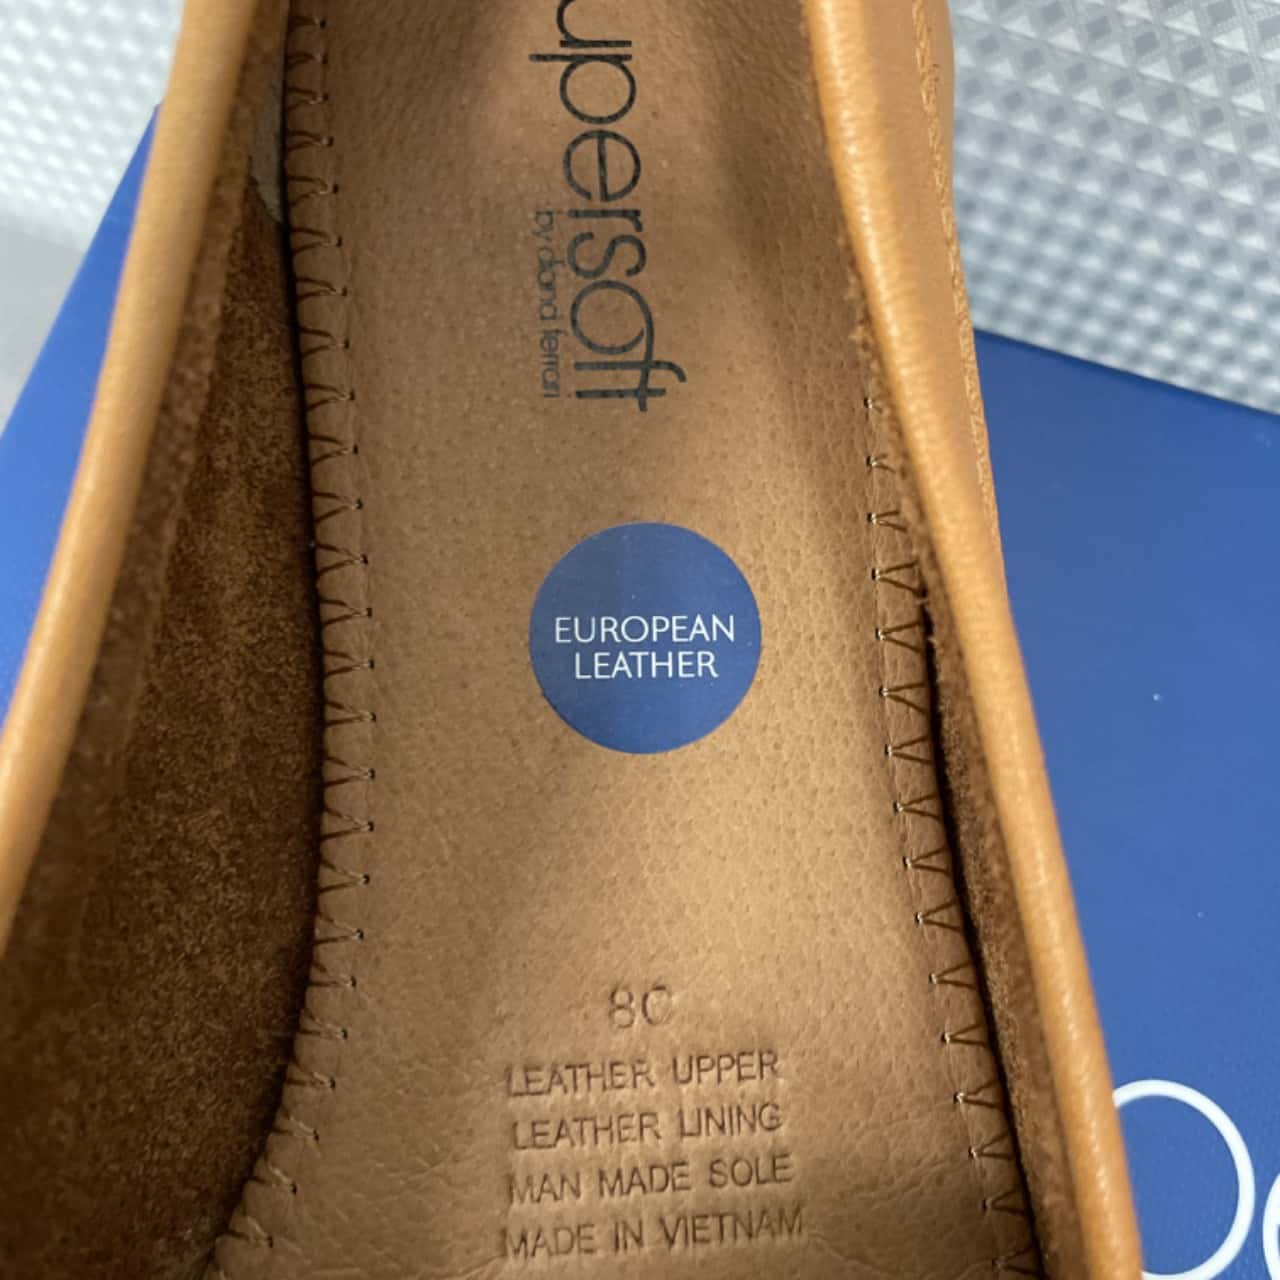 upersoft
by diana ferrari
EUROPEAN
LEATHER
8C
LEATHER UPPER
LEATHER LINING
MAN MADE SOLE
MADE IN VIETNAM